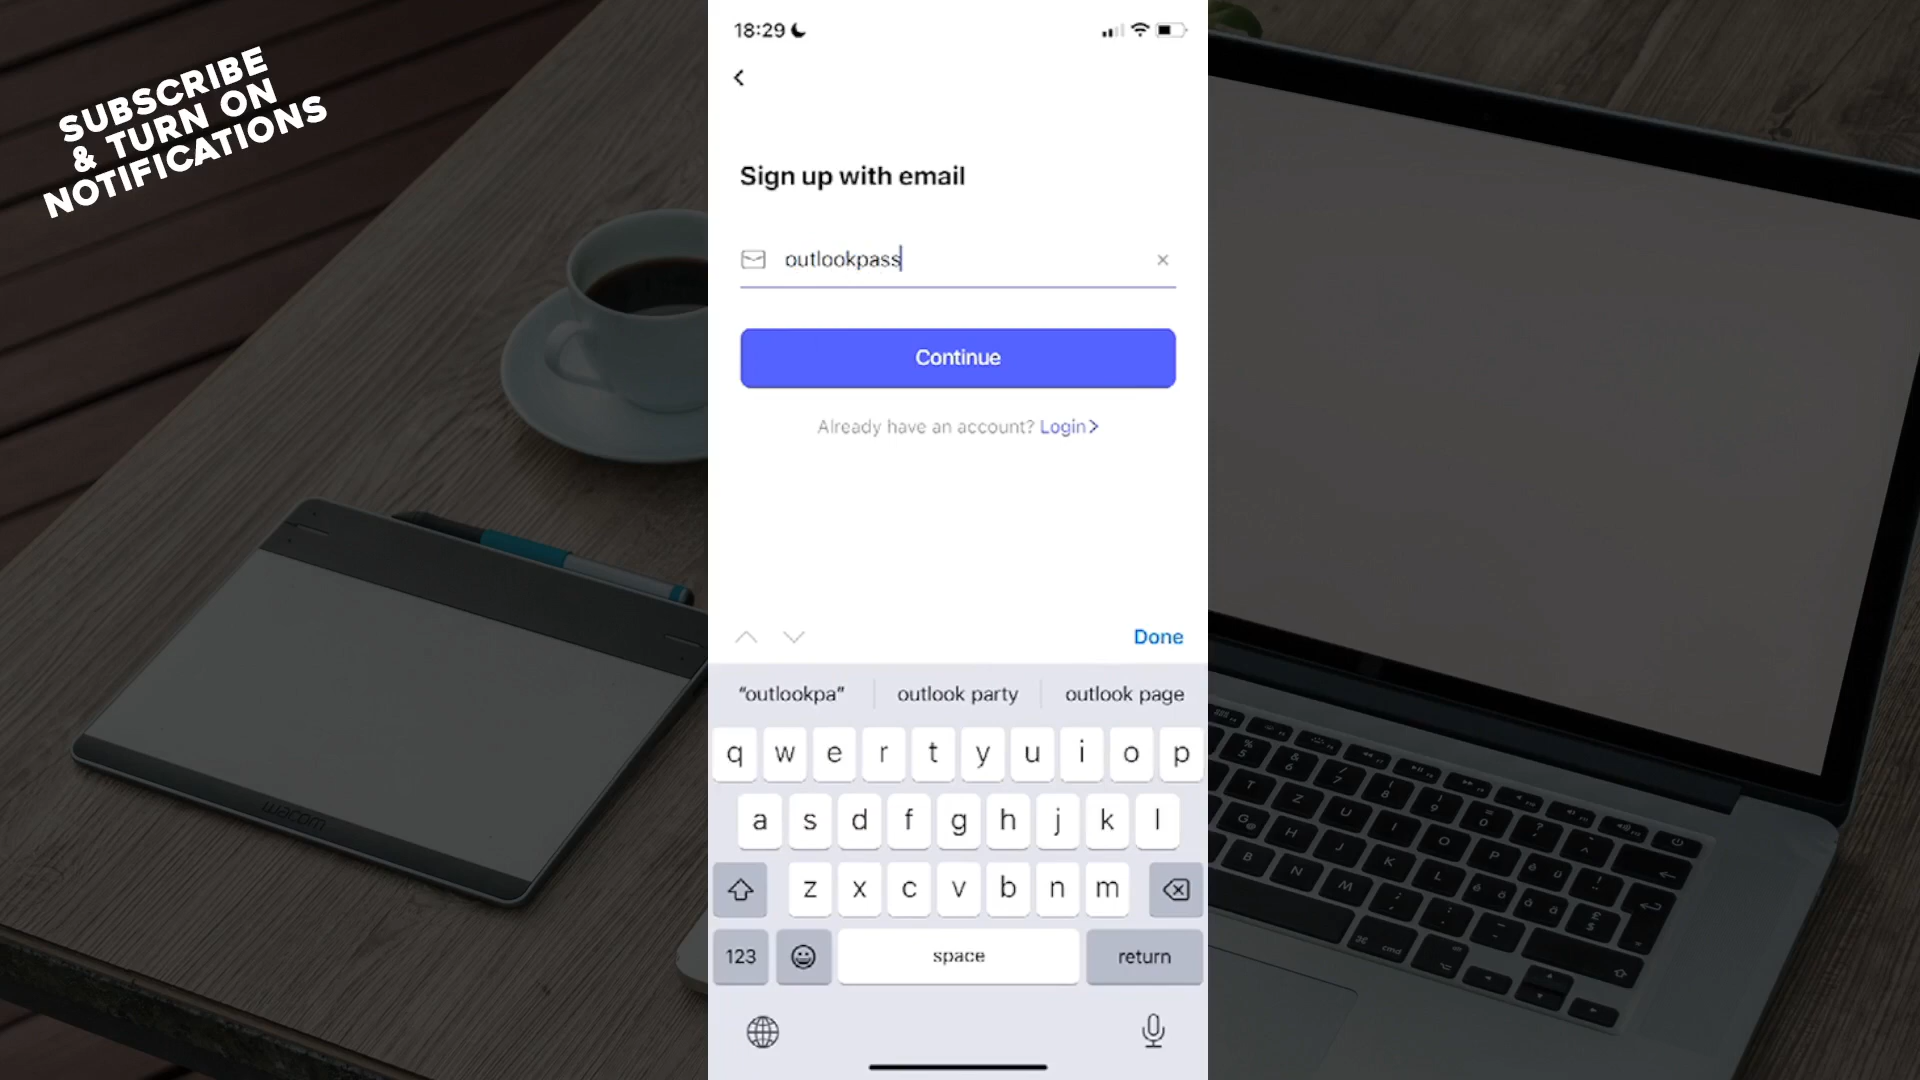 SUBSCRIBE
& TURN ON
NOTIFICATIONS
18:29
Sign up with email
outlookpass
Continue
Already have an account? Login
Done
“outlookpa” outlook party outlook page
q w e r t y u i o p
a s d f g h j k l
z x c v b n m
123 space return
wacom